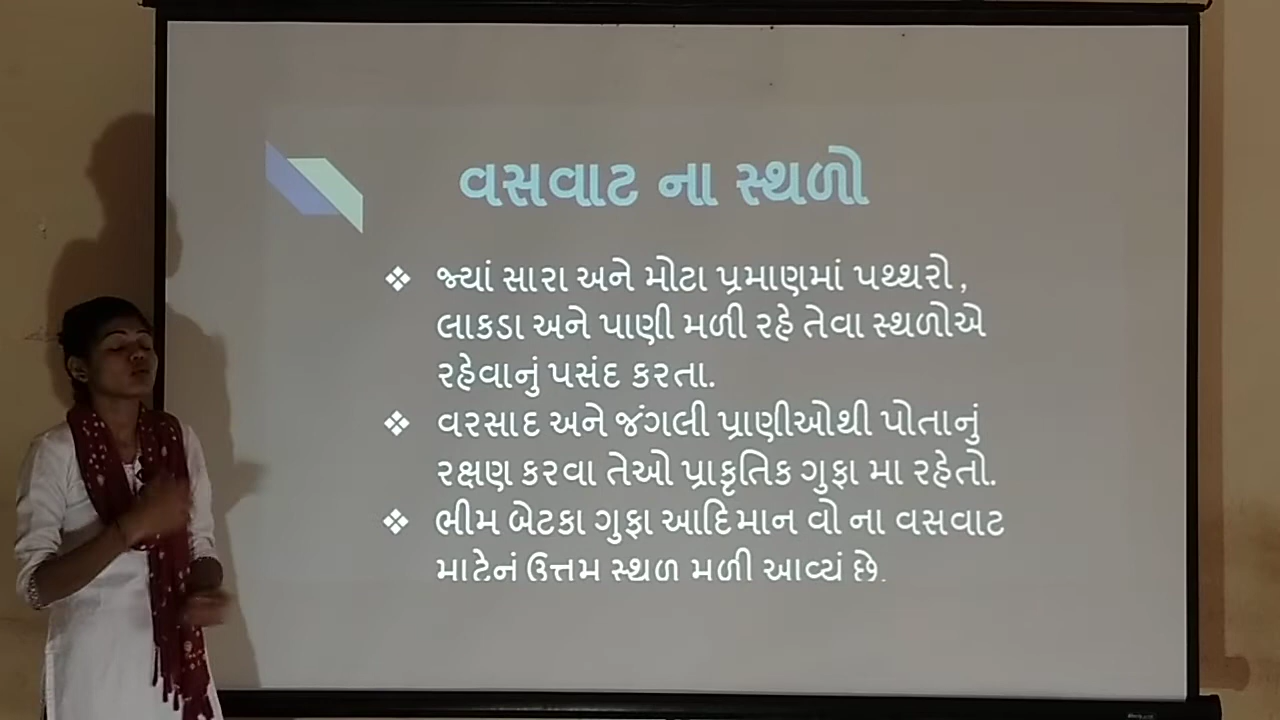 વસવાટ ના સ્થળો
❖ જ્યાં સારા અને મોટા પ્રમાણમાં પથ્થરો ,
લાકડા અને પાણી મળી રહે તેવા સ્થળોએ
રહેવાનું પસંદ કરતા.
❖ વરસાદ અને જંગલી પ્રાણીઓથી પોતાનું
રક્ષણ કરવા તેઓ પ્રાકૃતિક ગુફા મા રહેતો.
❖ ભીમ બેટકા ગુફા આદિમાન વો ના વસવાટ
માટેનું ઉત્તમ સ્થળ મળી આવ્યું છે.